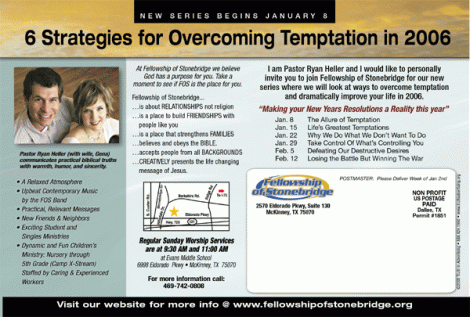 NEW SERIES BEGINS JANUARY 8
6 Strategies for Overcoming Temptation in 2006
Pastor Ryan Heller (with wife, Gena)
communicates practical biblical truths
with warmth, humor, and sincerity.
• A Relaxed Atmosphere
• Upbeat Contemporary Music
by the FOS Band
• Practical, Relevant Messages
• New Friends & Neighbors
• Exciting Student and
Singles Ministries
• Dynamic and Fun Children's
Ministry: Nursery through
5th Grade (Camp X-Stream)
Staffed by Caring & Experienced
Workers
At Fellowship of Stonebridge we believe
God has a purpose for you. Take a
moment to see if FOS is the place for you.
Fellowship of Stonebridge...
...is about RELATIONSHIPS not religion
...is a place to build FRIENDSHIPS with
people like you
...is a place that strengthens FAMILIES
...believes and obeys the BIBLE.
...accepts people from all BACKGROUNDS
...CREATIVELY presents the life changing
message of Jesus.
Eldorado Pkwy
Regular Sunday Worship Services
are at 9:30 AM and 11:00 AM
at Evans Middle School
6998 Eldorado Pkwy • McKinney, TX 75070
For more information call:
469-742-0808
I am Pastor Ryan Heller and I would like to personally
invite you to join Fellowship of Stonebridge for our new
series where we will look at ways to overcome temptation
and dramatically improve your life in 2006.
"Making your New Years Resolutions a Reality this year"
Jan. 8 The Allure of Temptation
Jan. 15 Life's Greatest Temptations
Jan. 22 Why We Do What We Don't Want To Do
Jan. 29 Take Control Of What's Controlling You
Feb. 5 Defeating Our Destructive Desires
Feb. 12 Losing the Battle But Winning the War
POSTMASTER: Please Deliver Week of Jan 2nd
Fellowship
of Stonebridge
2570 Eldorado Pkwy, Suite 130
McKinney, TX 75070
NON PROFIT
US POSTAGE
PAID
Dallas, TX
Permit #1851
Visit our website for more info @ www.fellowshipofstonebridge.org